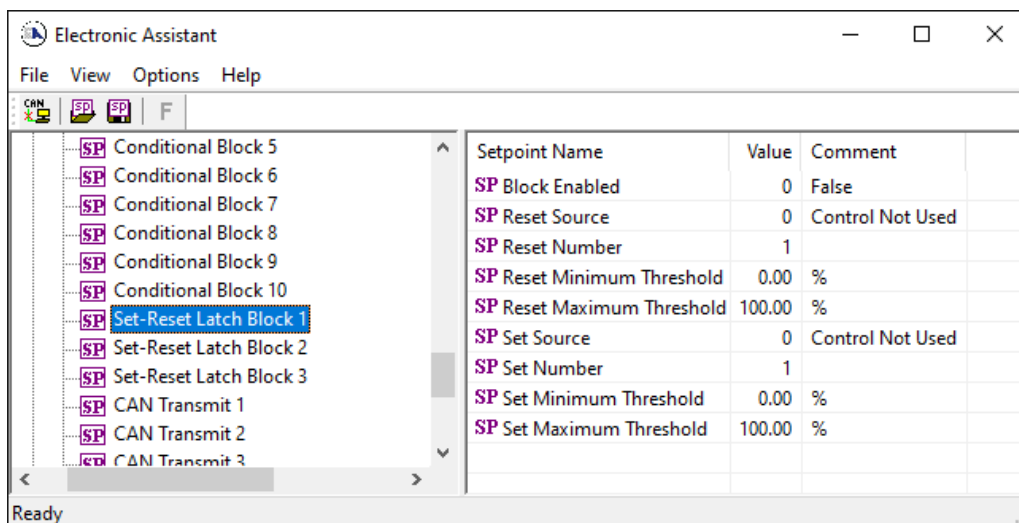 Electronic Assistant
File View Options Help
CAN SP SP F
SP Conditional Block 5
SP Conditional Block 6
SP Conditional Block 7
SP Conditional Block 8
SP Conditional Block 9
SP Conditional Block 10
SP Set-Reset Latch Block 1
SP Set-Reset Latch Block 2
SP Set-Reset Latch Block 3
SP CAN Transmit 1
SP CAN Transmit 2
SP CAN Transmit 3
Setpoint Name Value Comment
SP Block Enabled 0 False
SP Reset Source 0 Control Not Used
SP Reset Number 1
SP Reset Minimum Threshold 0.00 %
SP Reset Maximum Threshold 100.00 %
SP Set Source 0 Control Not Used
SP Set Number 1
SP Set Minimum Threshold 0.00 %
SP Set Maximum Threshold 100.00 %
Ready